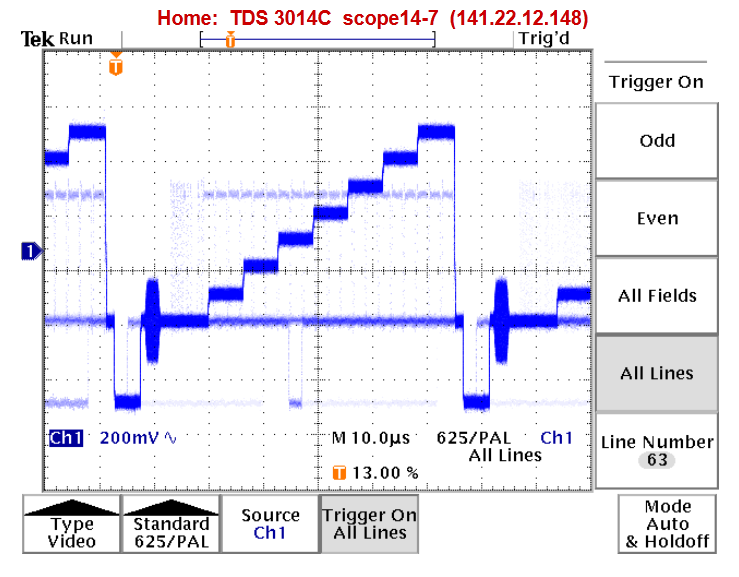 Home: TDS 3014C scope14-7 (141.22.12.148)
Tek Run Trig'd
T
T
Trigger On
Odd
Even
1
All Fields
All Lines
Ch1 200mV∿ M 10.0µs 625/PAL Ch1
All Lines
T 13.00 %
Line Number
63
Type
Video
Standard
625/PAL
Source
Ch1
Trigger On
All Lines
Mode
Auto
& Holdoff